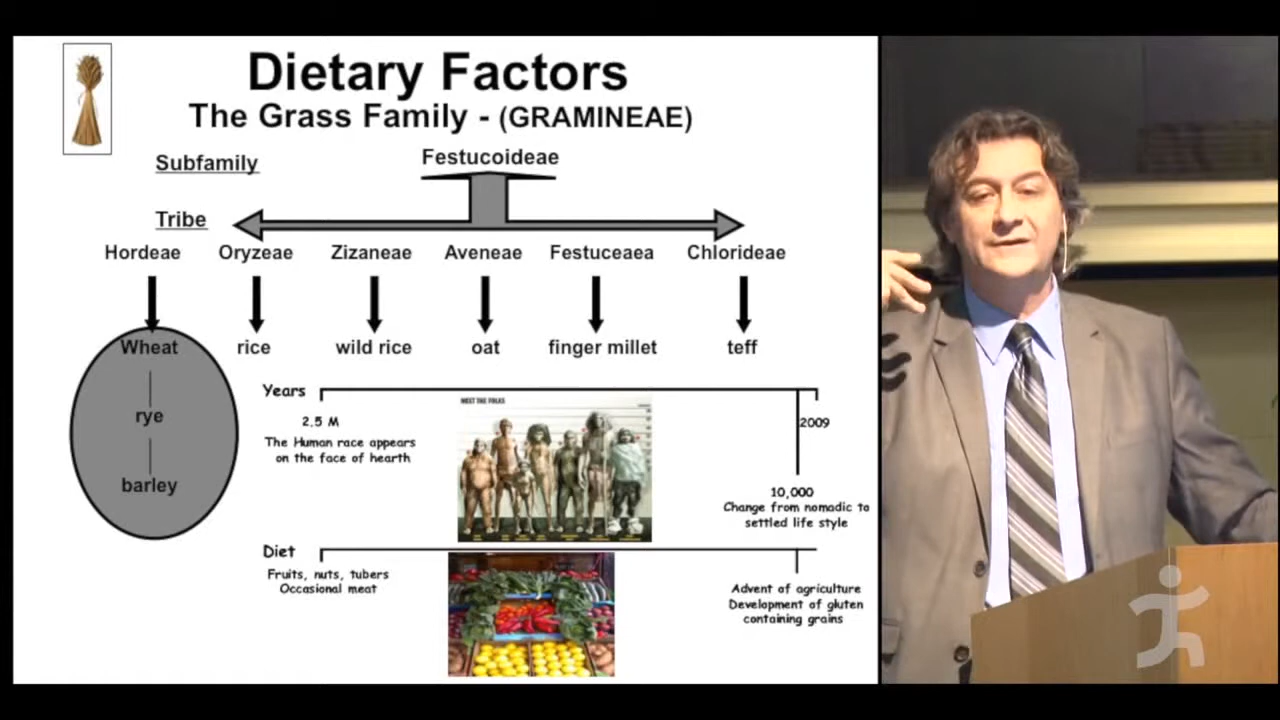 Dietary Factors
The Grass Family - (GRAMINEAE)
Subfamily
Festucoideae
Tribe
Hordeae Oryzeae Zizaneae Aveneae Festuceaea Chlorideae
Wheat rice wild rice oat finger millet teff
rye
barley
Years
2.5 M
The Human race appears
on the face of hearth
MEET THE FOLKS
2009
10,000
Change from nomadic to
settled life style
Diet
Fruits, nuts, tubers
Occasional meat
Advent of agriculture
Development of gluten
containing grains